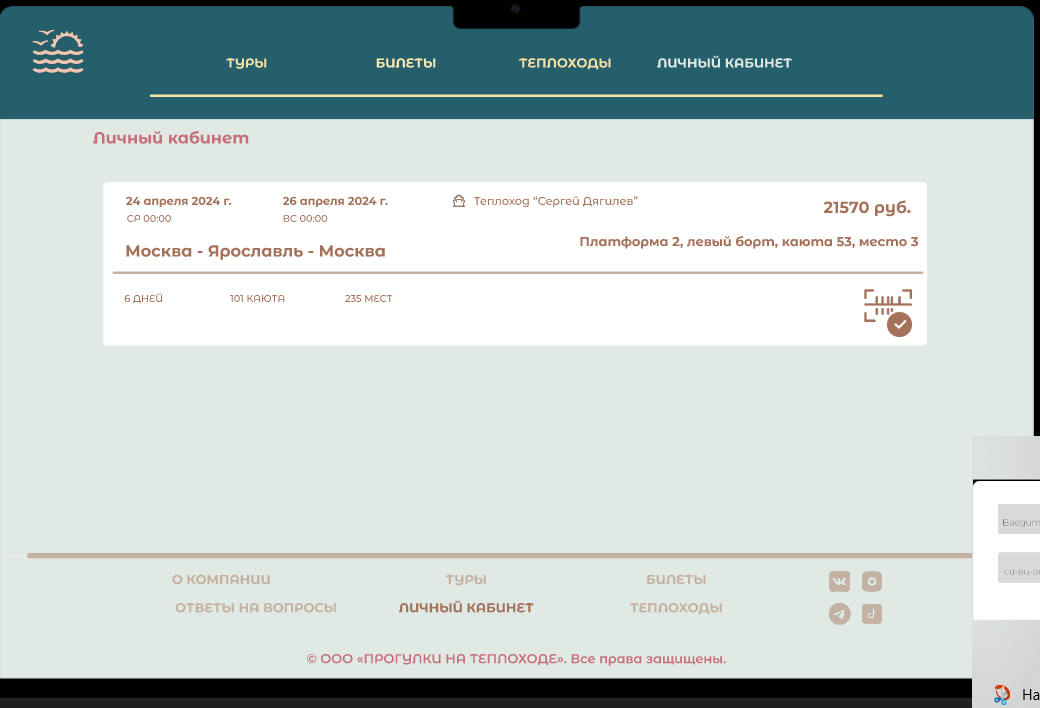 ТУРЫ БИЛЕТЫ ТЕПЛОХОДЫ ЛИЧНЫЙ КАБИНЕТ
Личный кабинет
24 апреля 2024 г. 26 апреля 2024 г. Теплоход “Сергей Дягилев” 21570 руб.
СР 00:00 ВС 00:00
Платформа 2, левый борт, каюта 53, место 3
Москва - Ярославль - Москва
6 ДНЕЙ 101 КАЮТА 235 МЕСТ
О КОМПАНИИ ТУРЫ БИЛЕТЫ
ОТВЕТЫ НА ВОПРОСЫ ЛИЧНЫЙ КАБИНЕТ ТЕПЛОХОДЫ
© ООО «ПРОГУЛКИ НА ТЕПЛОХОДЕ». Все права защищены.